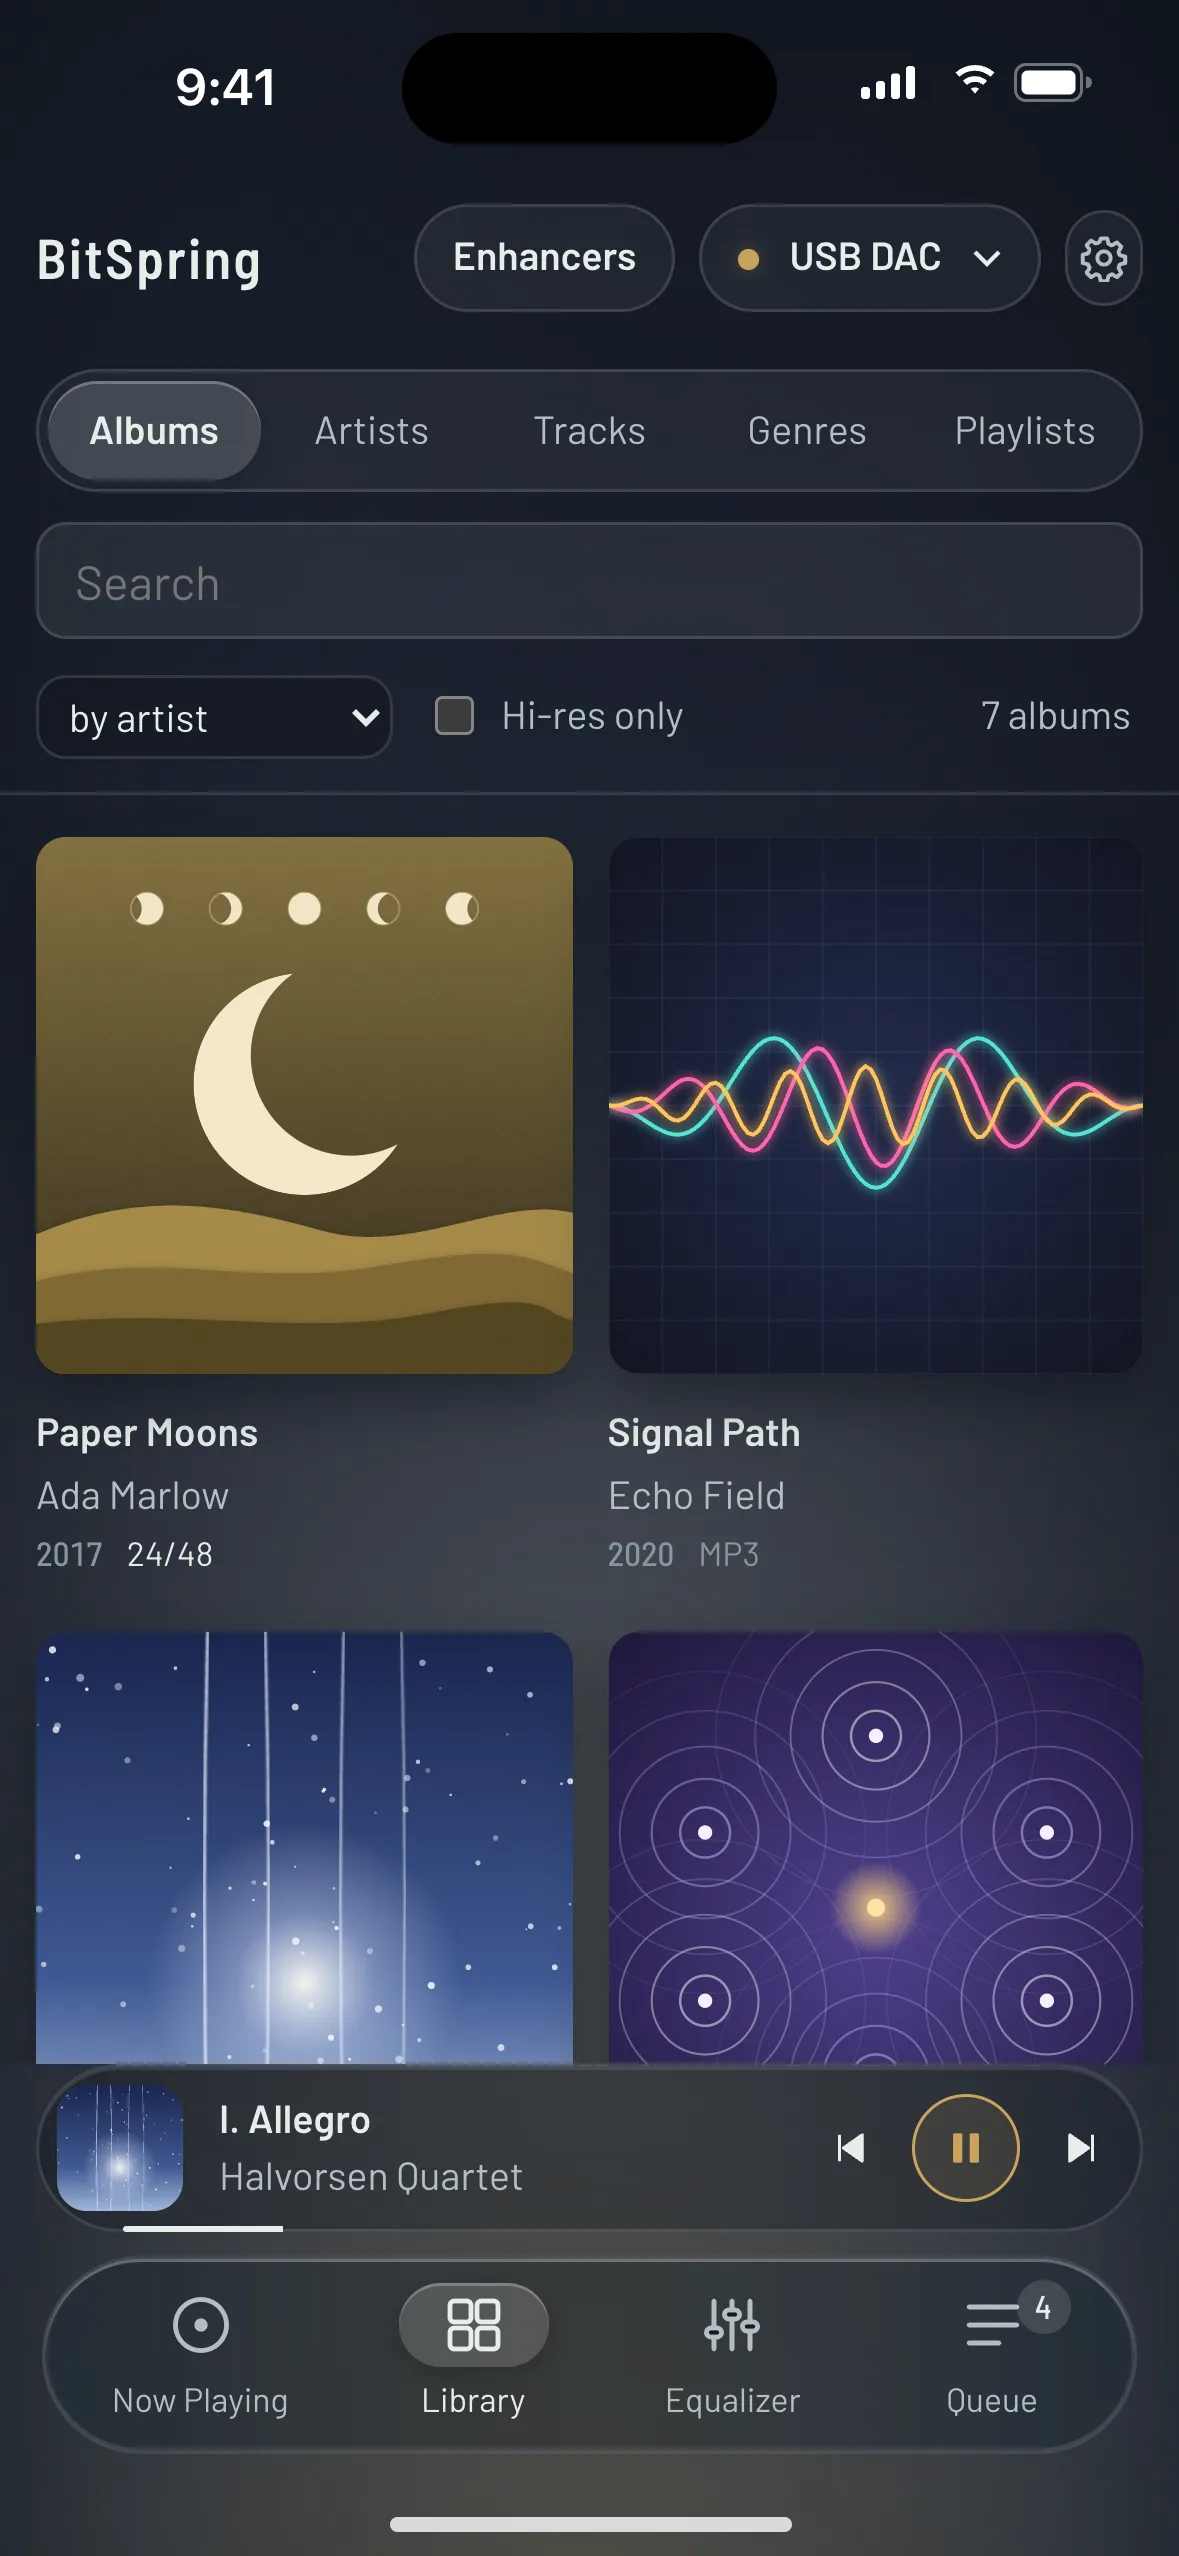 9:41
BitSpring
Enhancers
USB DAC
Albums
Artists
Tracks
Genres
Playlists
Search
by artist
Hi-res only
7 albums
Paper Moons
Ada Marlow
2017 24/48
Signal Path
Echo Field
2020 MP3
I. Allegro
Halvorsen Quartet
4
Now Playing
Library
Equalizer
Queue